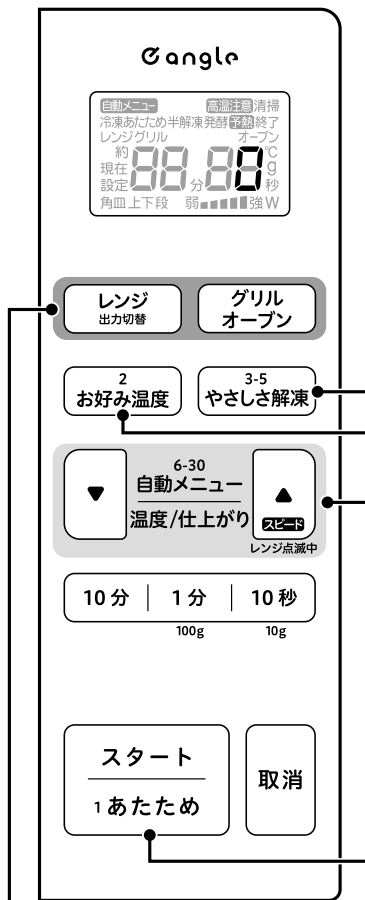 angle
自動メニュー 高温注意 清掃
冷凍あたため半解凍発酵 予熱 終了
レンジグリル オーブン
約 88 88 ℃
現在 g
設定 分 秒
角皿上下段 弱 強 W
レンジ グリル
出力切替 オーブン
2 3-5
お好み温度 やさしさ解凍
6-30
▼ 自動メニュー ▲
温度/仕上がり スピード
レンジ点滅中
10分 1分 10秒
100g 10g
スタート
1 あたため 取消